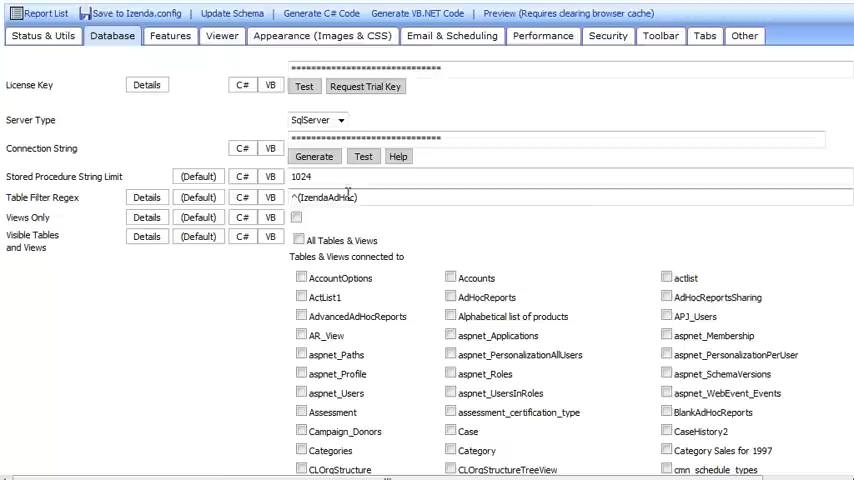 Report List Save to Izenda.config | Update Schema | Generate C# Code Generate VB.NET Code | Preview (Requires clearing browser cache)
Status & Utils Database Features Viewer Appearance (Images & CSS) Email & Scheduling Performance Security Toolbar Tabs Other
==============================
License Key Details C# VB Test Request Trial Key
Server Type SqlServer
==============================
Connection String C# VB
Generate Test Help
Stored Procedure String Limit (Default) C# VB 1024
Table Filter Regex Details (Default) C# VB ^(IzendaAdHoc)
Views Only Details (Default) C# VB
Visible Tables and Views Details (Default) C# VB All Tables & Views
Tables & Views connected to
AccountOptions Accounts actlist
ActList1 AdHocReports AdHocReportsSharing
AdvancedAdHocReports Alphabetical list of products APJ_Users
AR_View aspnet_Applications aspnet_Membership
aspnet_Paths aspnet_PersonalizationAllUsers aspnet_PersonalizationPerUser
aspnet_Profile aspnet_Roles aspnet_SchemaVersions
aspnet_Users aspnet_UsersInRoles aspnet_WebEvent_Events
Assessment assessment_certification_type BlankAdHocReports
Campaign_Donors Case CaseHistory2
Categories Category Category Sales for 1997
CLOrgStructure CLOrgStructureTreeView cmn_schedule_types